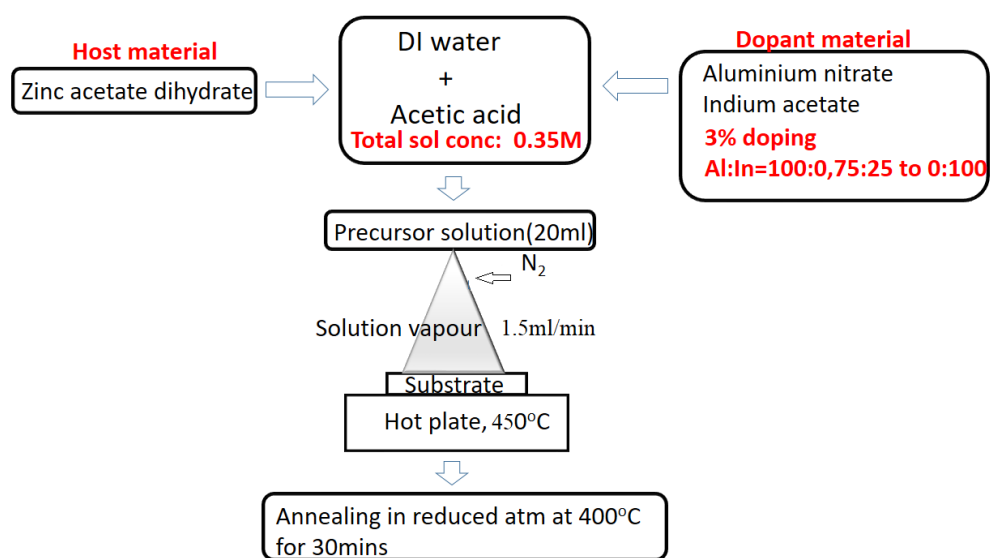 Host material
Zinc acetate dihydrate
DI water
+
Acetic acid
Total sol conc:  0.35M
Dopant material
Aluminium nitrate
Indium acetate
3% doping
Al:In=100:0,75:25 to 0:100
Precursor solution(20ml)
N₂
Solution vapour  1.5ml/min
Substrate
Hot plate, 450°C
Annealing in reduced atm at 400°C
for 30mins